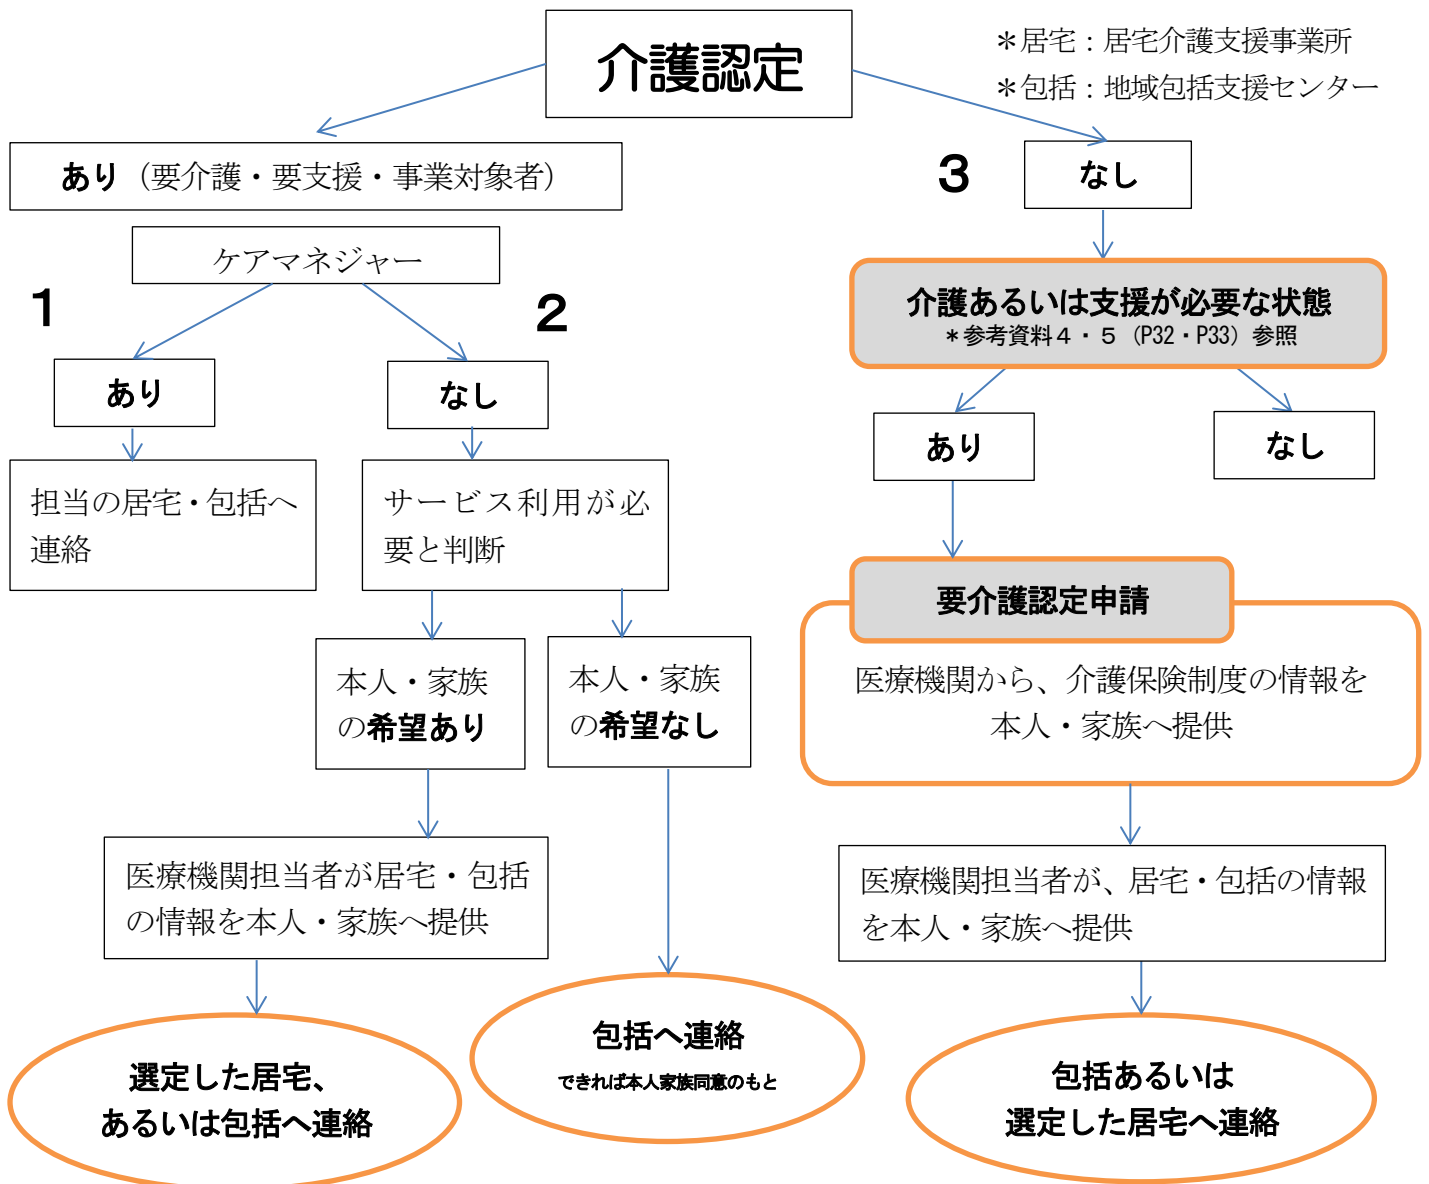 介護認定
＊居宅：居宅介護支援事業所
＊包括：地域包括支援センター
あり（要介護・要支援・事業対象者）
3
なし
ケアマネジャー
1
2
あり
なし
介護あるいは支援が必要な状態
＊参考資料４・５（P32・P33）参照
あり
なし
担当の居宅・包括へ
連絡
サービス利用が必
要と判断
要介護認定申請
医療機関から、介護保険制度の情報を
本人・家族へ提供
本人・家族
の希望あり
本人・家族
の希望なし
医療機関担当者が居宅・包括
の情報を本人・家族へ提供
医療機関担当者が、居宅・包括の情報
を本人・家族へ提供
選定した居宅、
あるいは包括へ連絡
包括へ連絡
できれば本人家族同意のもと
包括あるいは
選定した居宅へ連絡